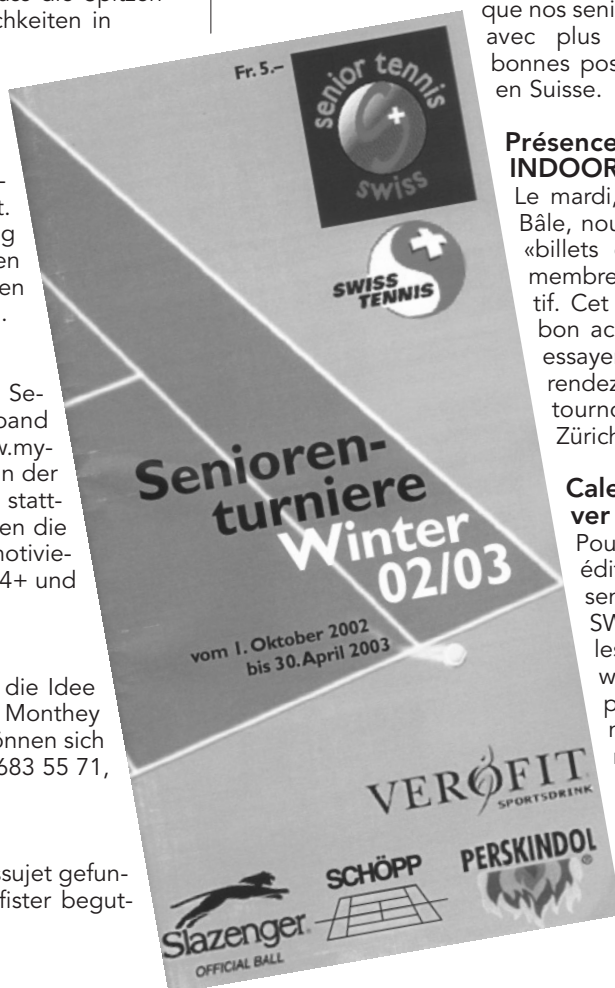 chkeiten in
t.
g
en
en
.
Se-
band
w.my-
n der
statt-
en die
motivie-
4+ und
die Idee
Monthey
önnen sich
683 55 71,
ssujet gefun-
fister begut-
Fr. 5.–
senior tennis
swiss
SWISS
TENNIS
Senioren-
turniere
Winter
02/03
vom 1. Oktober 2002
bis 30. April 2003
VEROFIT
SPORTSDRINK
Slazenger
OFFICIAL BALL
SCHÖPP
PERSKINDOL
que nos seni
avec plus
bonnes pos
en Suisse.
Présence
INDOOR
Le mardi,
Bâle, nou
«billets
membre
tif. Cet
bon ac
essaye
rendez
tourno
Zürich
Cale
ver
Pou
édit
sen
SW
les
w
p